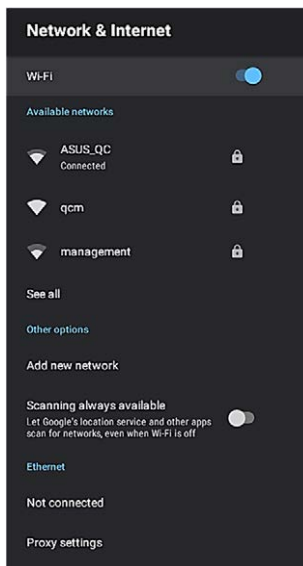 Network & Internet
Wi-Fi
Available networks
ASUS_QC
Connected
qcm
management
See all
Other options
Add new network
Scanning always available
Let Google's location service and other apps
scan for networks, even when Wi-Fi is off
Ethernet
Not connected
Proxy settings